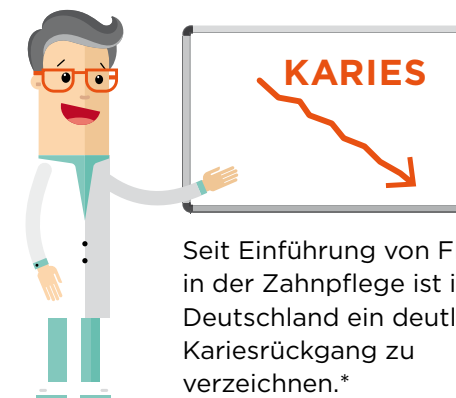 KARIES
Seit Einführung von F
in der Zahnpflege ist i
Deutschland ein deutl
Kariesrückgang zu
verzeichnen.*